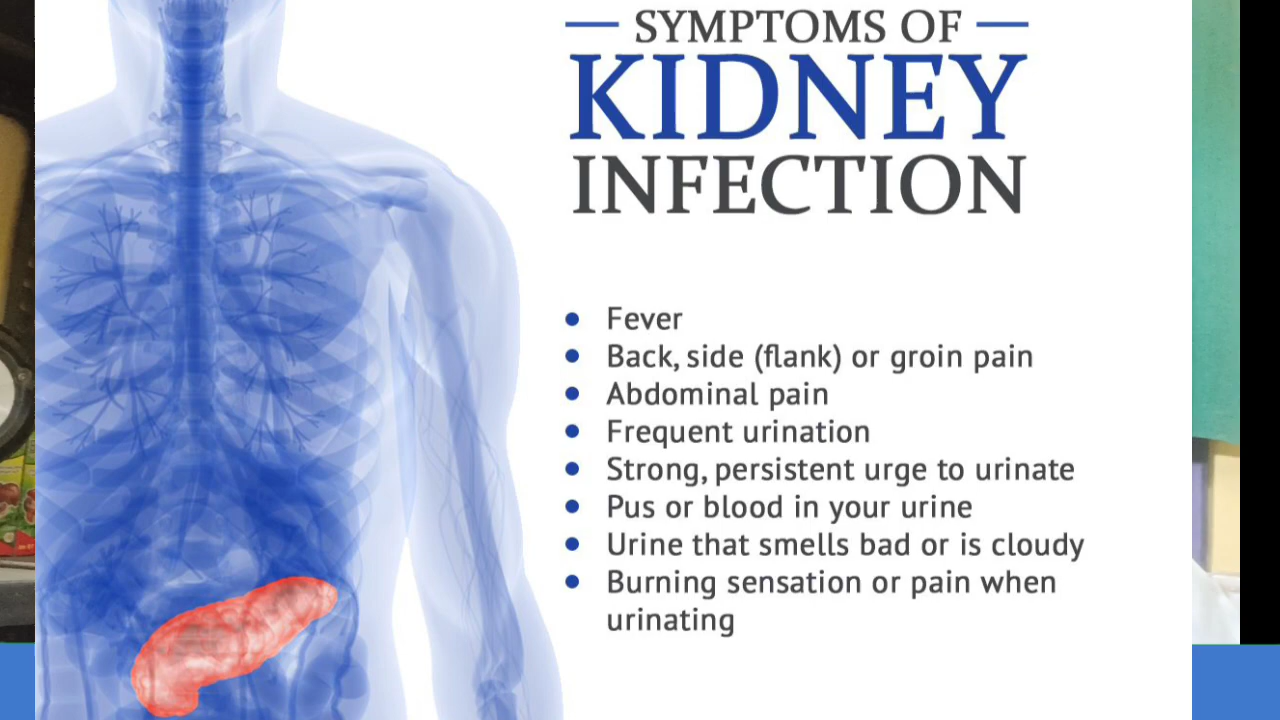 SYMPTOMS OF
KIDNEY
INFECTION
• Fever
• Back, side (flank) or groin pain
• Abdominal pain
• Frequent urination
• Strong, persistent urge to urinate
• Pus or blood in your urine
• Urine that smells bad or is cloudy
• Burning sensation or pain when
urinating